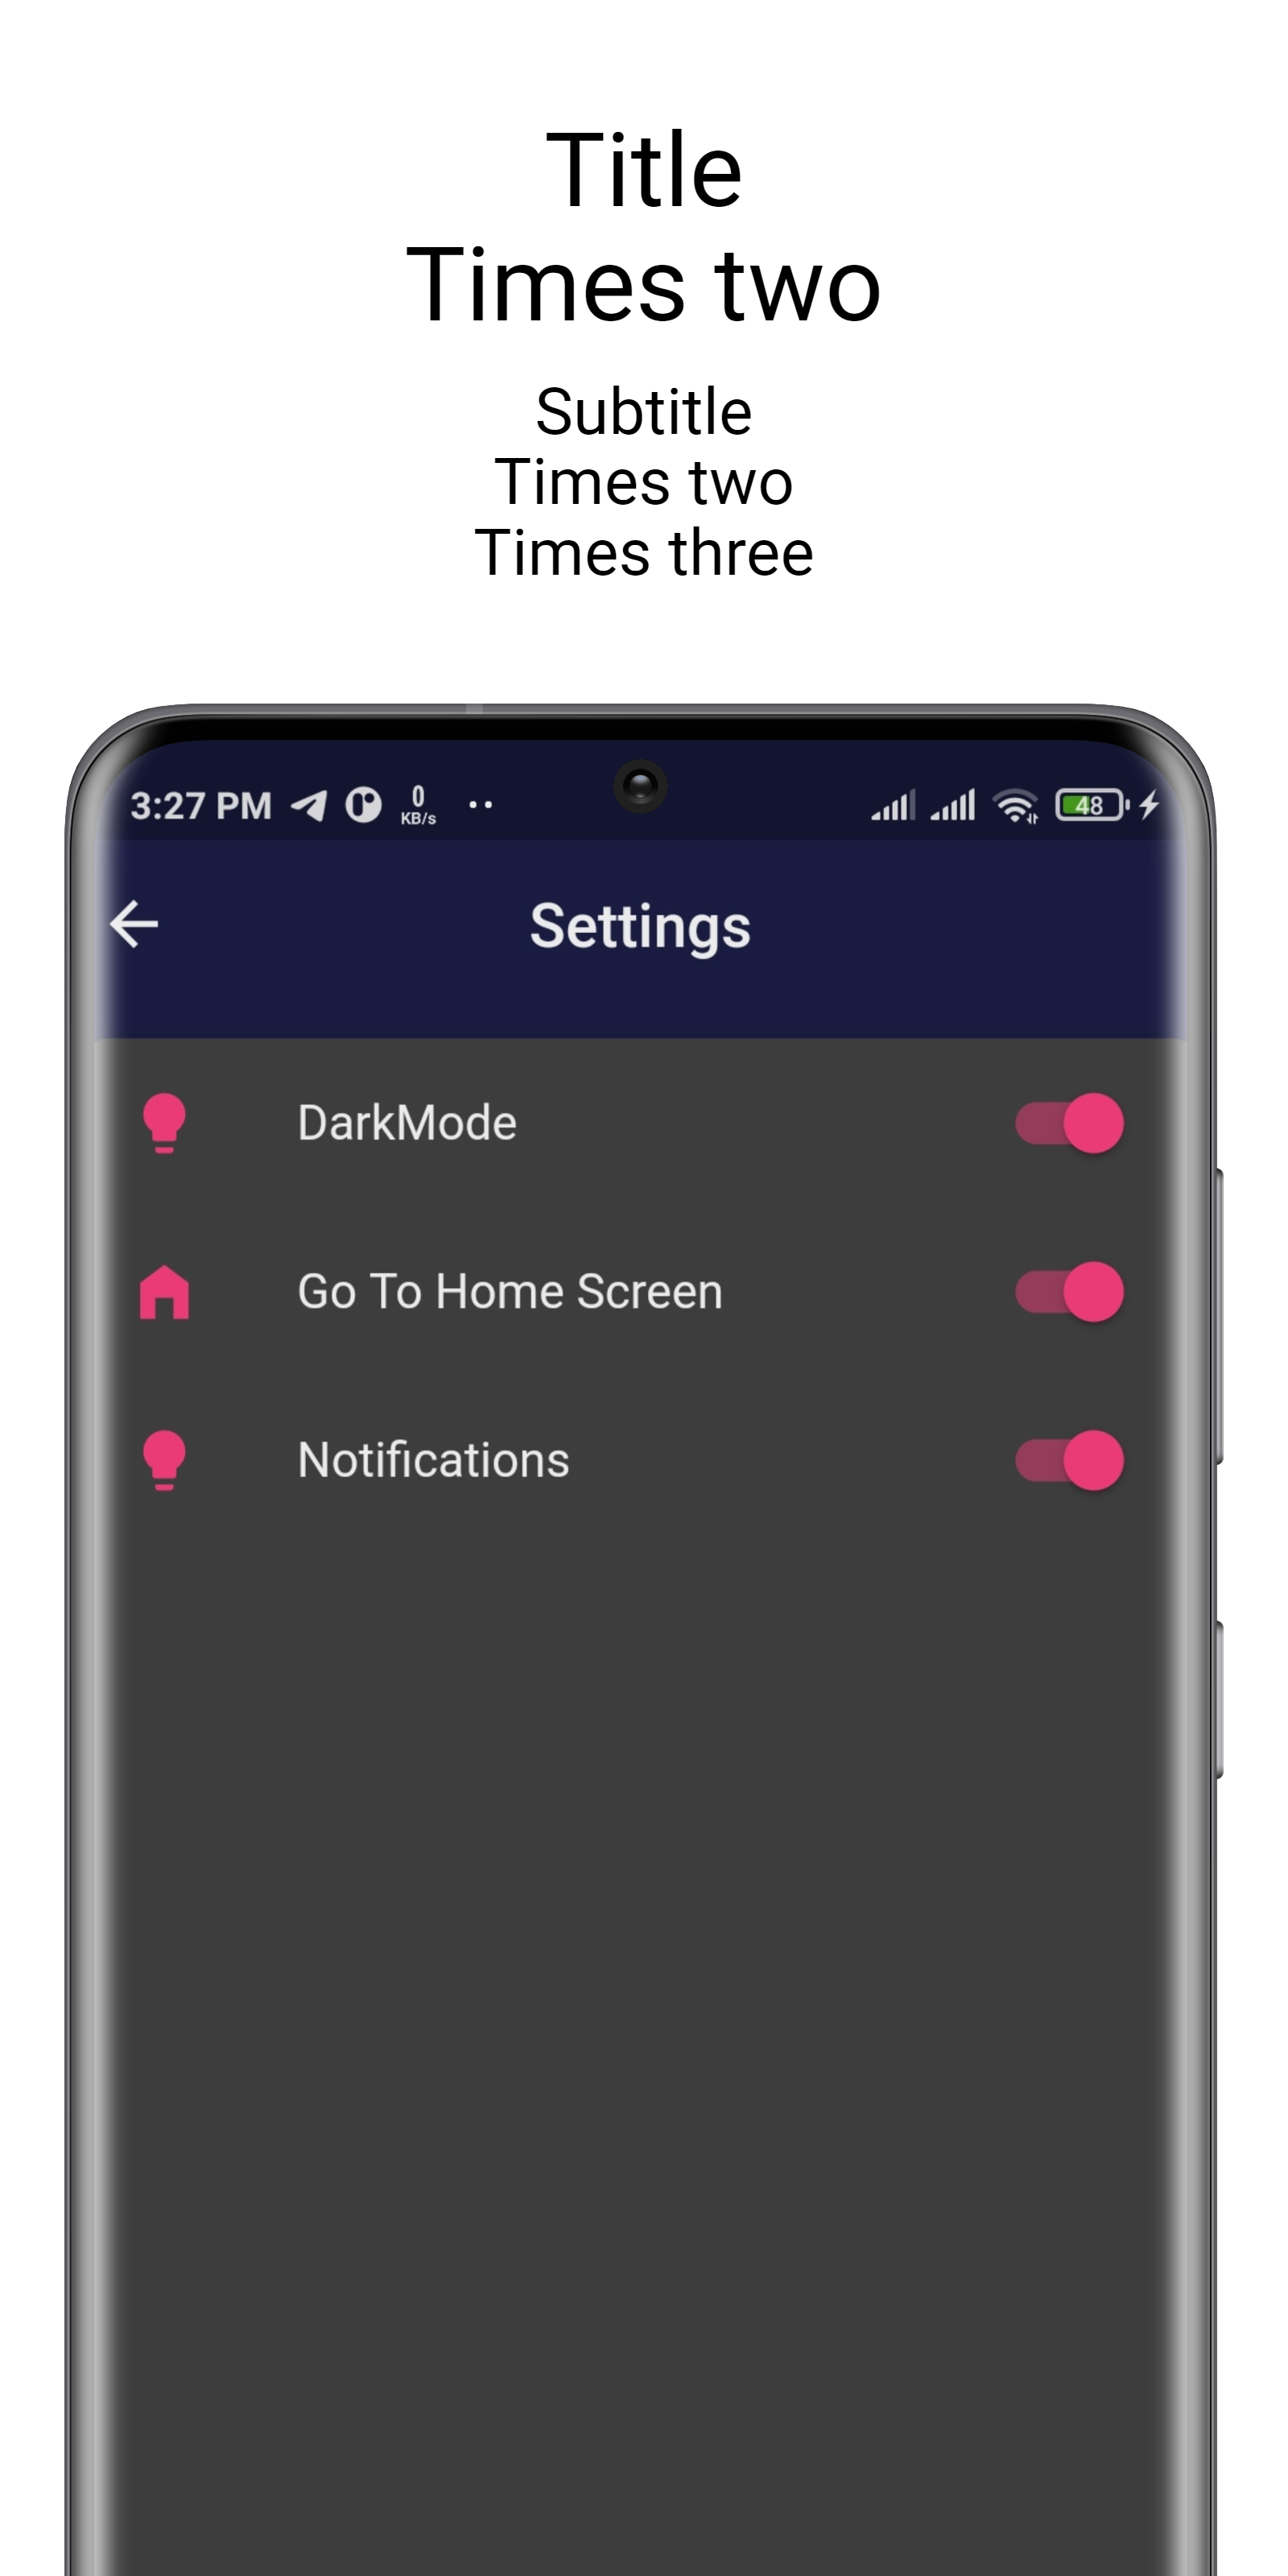 Title
Times two
Subtitle
Times two
Times three
3:27 PM 0 KB/s 48
Settings
DarkMode
Go To Home Screen
Notifications